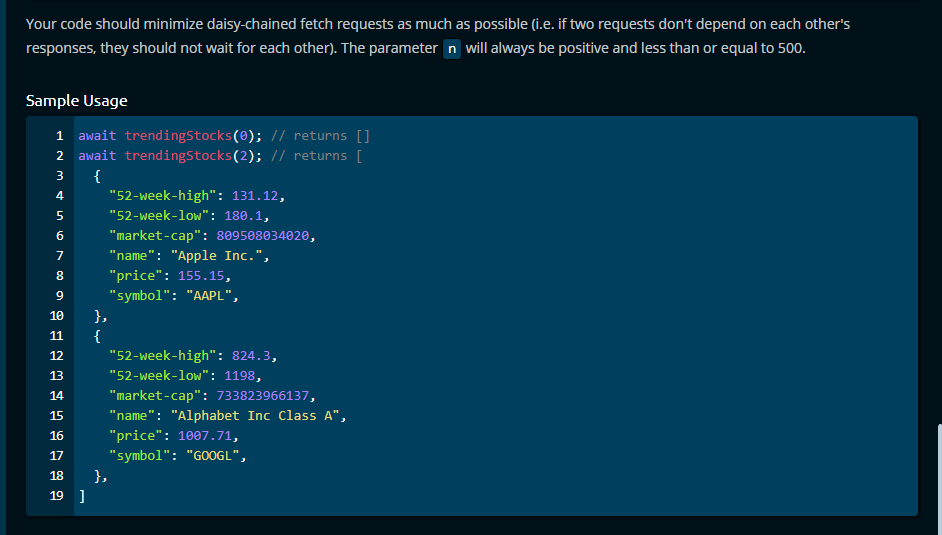 Your code should minimize daisy-chained fetch requests as much as possible (i.e. if two requests don't depend on each other's
responses, they should not wait for each other). The parameter n will always be positive and less than or equal to 500.
Sample Usage
1 await trendingStocks(0); // returns []
2 await trendingStocks(2); // returns [
3 {
4 "52-week-high": 131.12,
5 "52-week-low": 180.1,
6 "market-cap": 809508034020,
7 "name": "Apple Inc.",
8 "price": 155.15,
9 "symbol": "AAPL",
10 },
11 {
12 "52-week-high": 824.3,
13 "52-week-low": 1198,
14 "market-cap": 733823966137,
15 "name": "Alphabet Inc Class A",
16 "price": 1007.71,
17 "symbol": "GOOGL",
18 },
19 ]